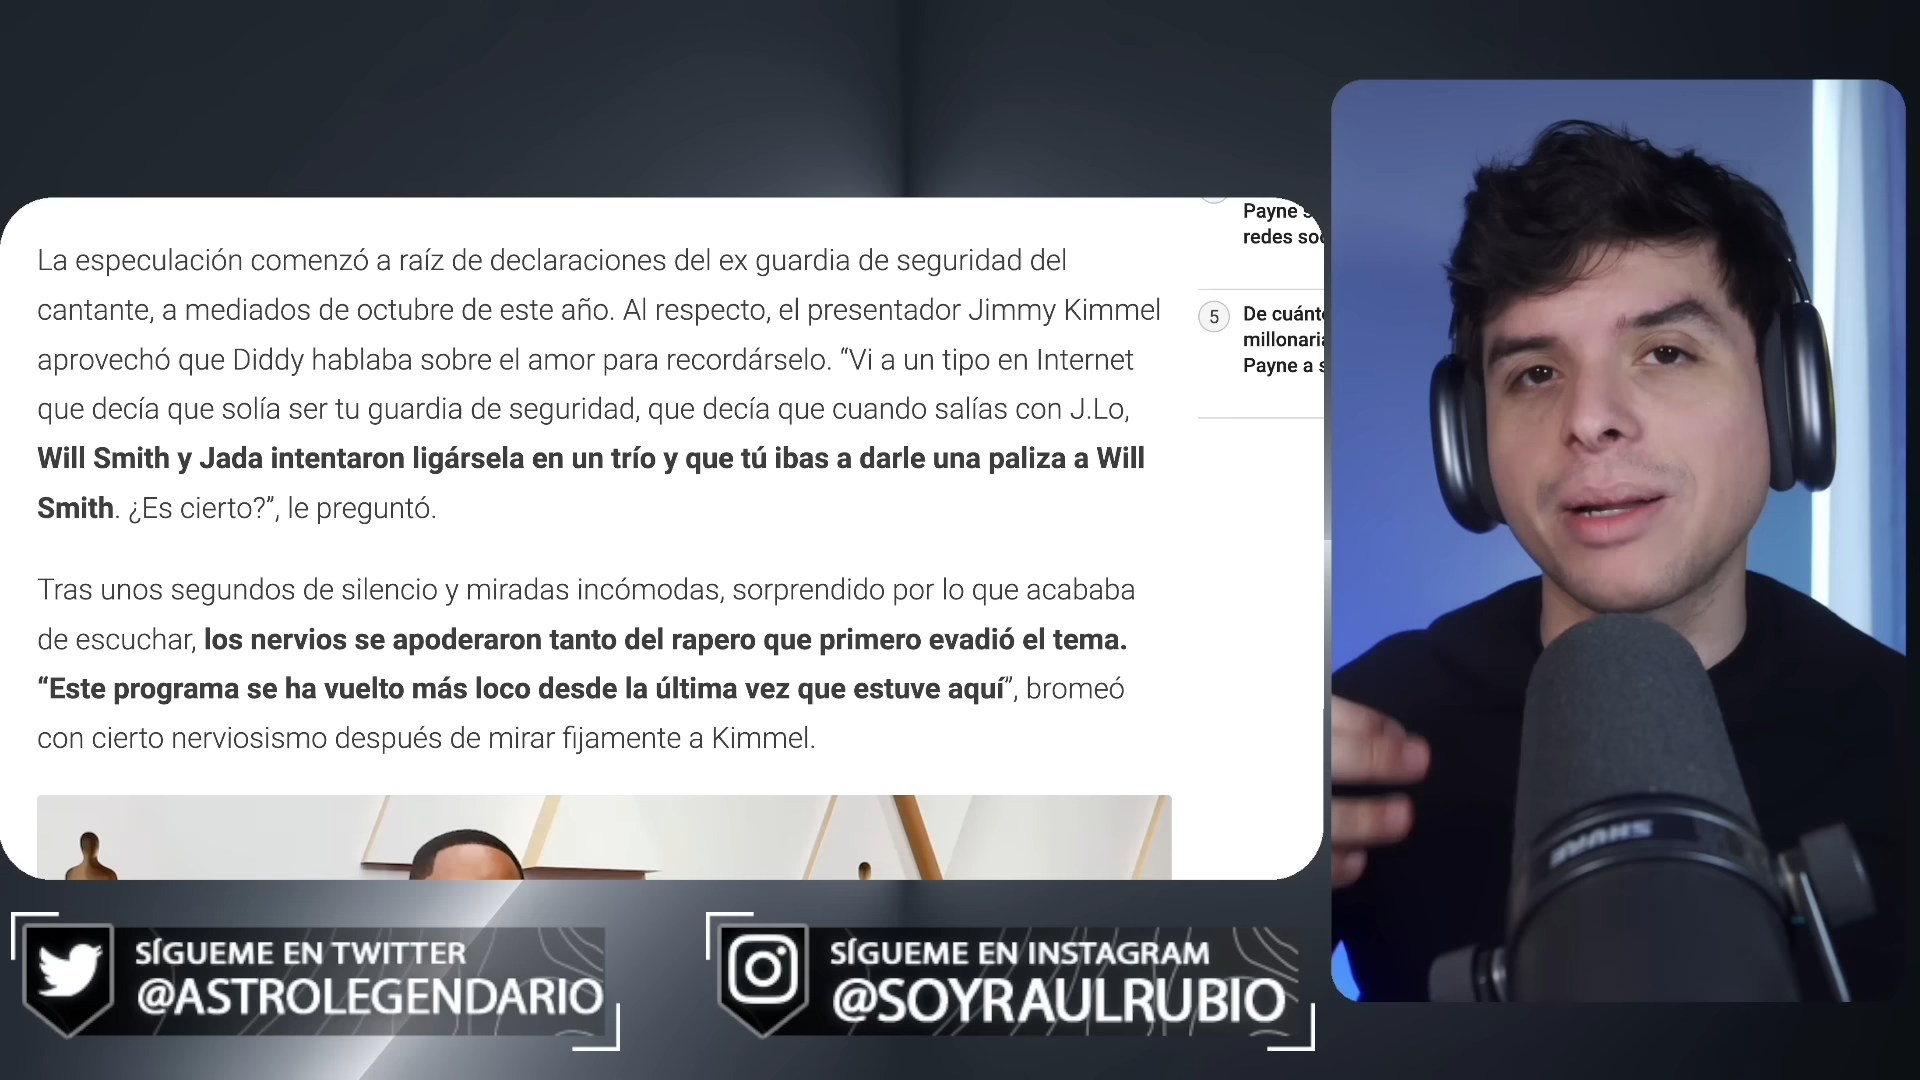 La especulación comenzó a raíz de declaraciones del ex guardia de seguridad del
cantante, a mediados de octubre de este año. Al respecto, el presentador Jimmy Kimmel
aprovechó que Diddy hablaba sobre el amor para recordárselo. “Vi a un tipo en Internet
que decía que solía ser tu guardia de seguridad, que decía que cuando salías con J.Lo,
Will Smith y Jada intentaron ligársela en un trío y que tú ibas a darle una paliza a Will
Smith. ¿Es cierto?”, le preguntó.
Tras unos segundos de silencio y miradas incómodas, sorprendido por lo que acababa
de escuchar, los nervios se apoderaron tanto del rapero que primero evadió el tema.
“Este programa se ha vuelto más loco desde la última vez que estuve aquí”, bromeó
con cierto nerviosismo después de mirar fijamente a Kimmel.
Payne
redes
5
De
Payne a
SHURE
SÍGUEME EN TWITTER
@ASTROLEGENDARIO
SÍGUEME EN INSTAGRAM
@SOYRAULRUBIO